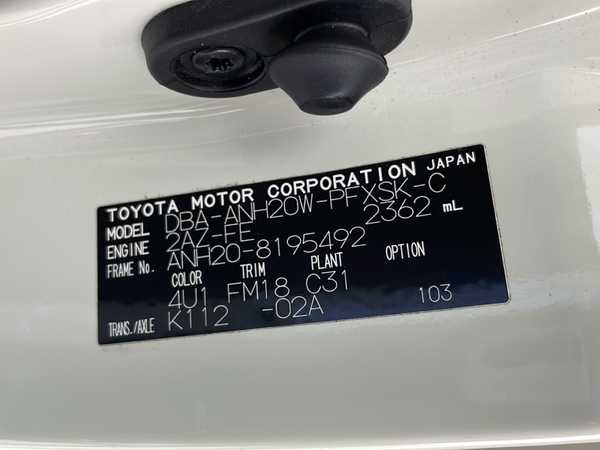 TOYOTA MOTOR CORPORATION JAPAN
MODEL DBA-ANH20W-PFXSK-C
ENGINE 2AZ-FE 2362 mL
FRAME No. ANH20-8195492
COLOR TRIM PLANT OPTION
4U1 FM18 C31
TRANS./AXLE K112 -02A 103